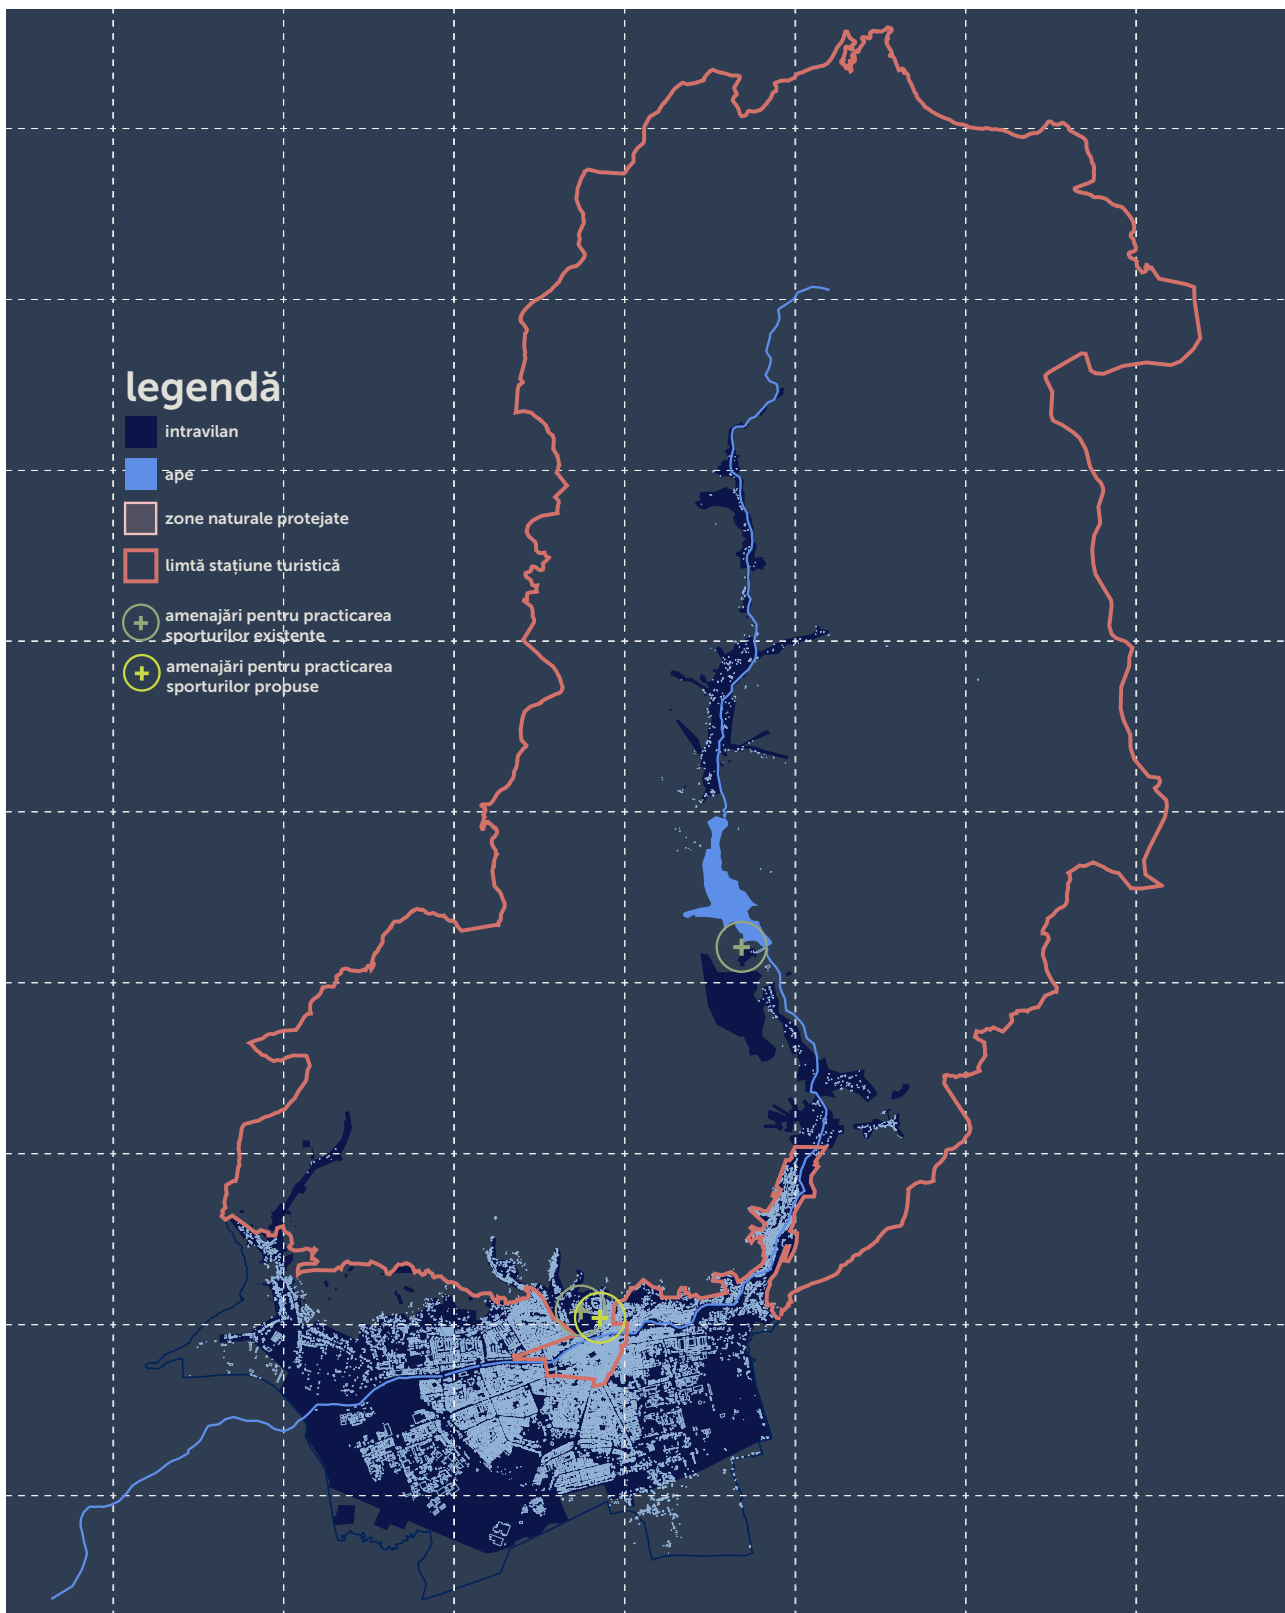 legendă
intravilan
ape
zone naturale protejate
limtă stațiune turistică
amenajări pentru practicarea
sporturilor existente
amenajări pentru practicarea
sporturilor propuse